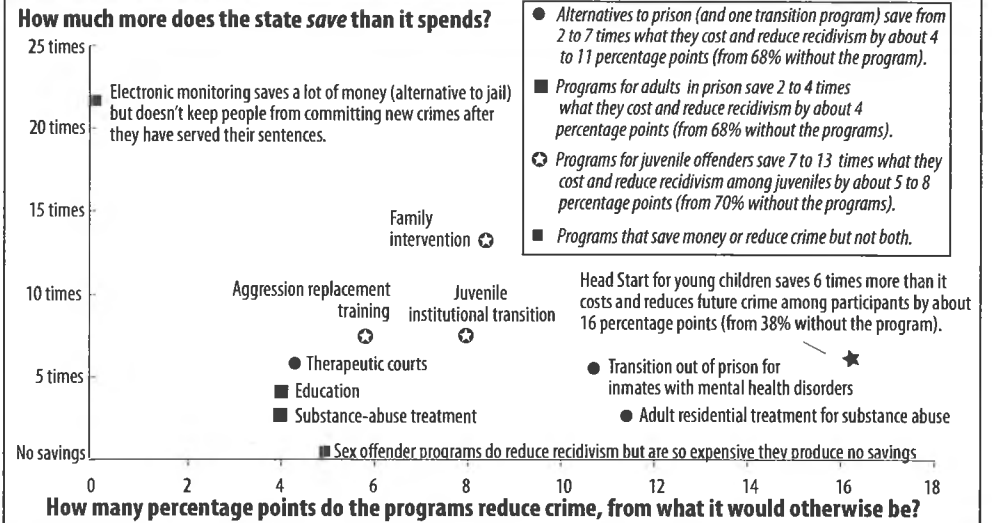 How much more does the state save than it spends?
25 times
20 times
15 times
10 times
5 times
No savings
Electronic monitoring saves a lot of money (alternative to jail)
but doesn't keep people from committing new crimes after
they have served their sentences.
Alternatives to prison (and one transition program) save from
2 to 7 times what they cost and reduce recidivism by about 4
to 11 percentage points (from 68% without the program).
Programs for adults in prison save 2 to 4 times
what they cost and reduce recidivism by about 4
percentage points (from 68% without the programs).
Programs for juvenile offenders save 7 to 13 times what they
cost and reduce recidivism among juveniles by about 5 to 8
percentage points (from 70% without the programs).
Programs that save money or reduce crime but not both.
Family
intervention
Aggression replacement
training
Juvenile
institutional transition
Head Start for young children saves 6 times more than it
costs and reduces future crime among participants by about
16 percentage points (from 38% without the program).
Therapeutic courts
Education
Substance-abuse treatment
Transition out of prison for
inmates with mental health disorders
Adult residential treatment for substance abuse
Sex offender programs do reduce recidivism but are so expensive they produce no savings
0 2 4 6 8 10 12 14 16 18
How many percentage points do the programs reduce crime, from what it would otherwise be?